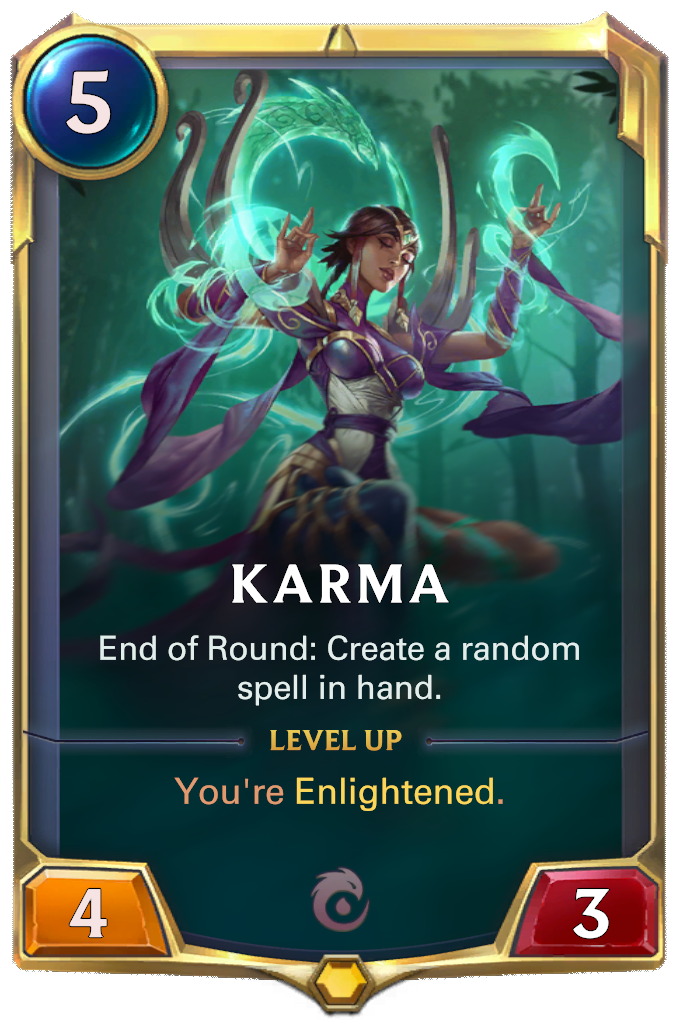 5
KARMA
End of Round: Create a random
spell in hand.
LEVEL UP
You're Enlightened.
4
3